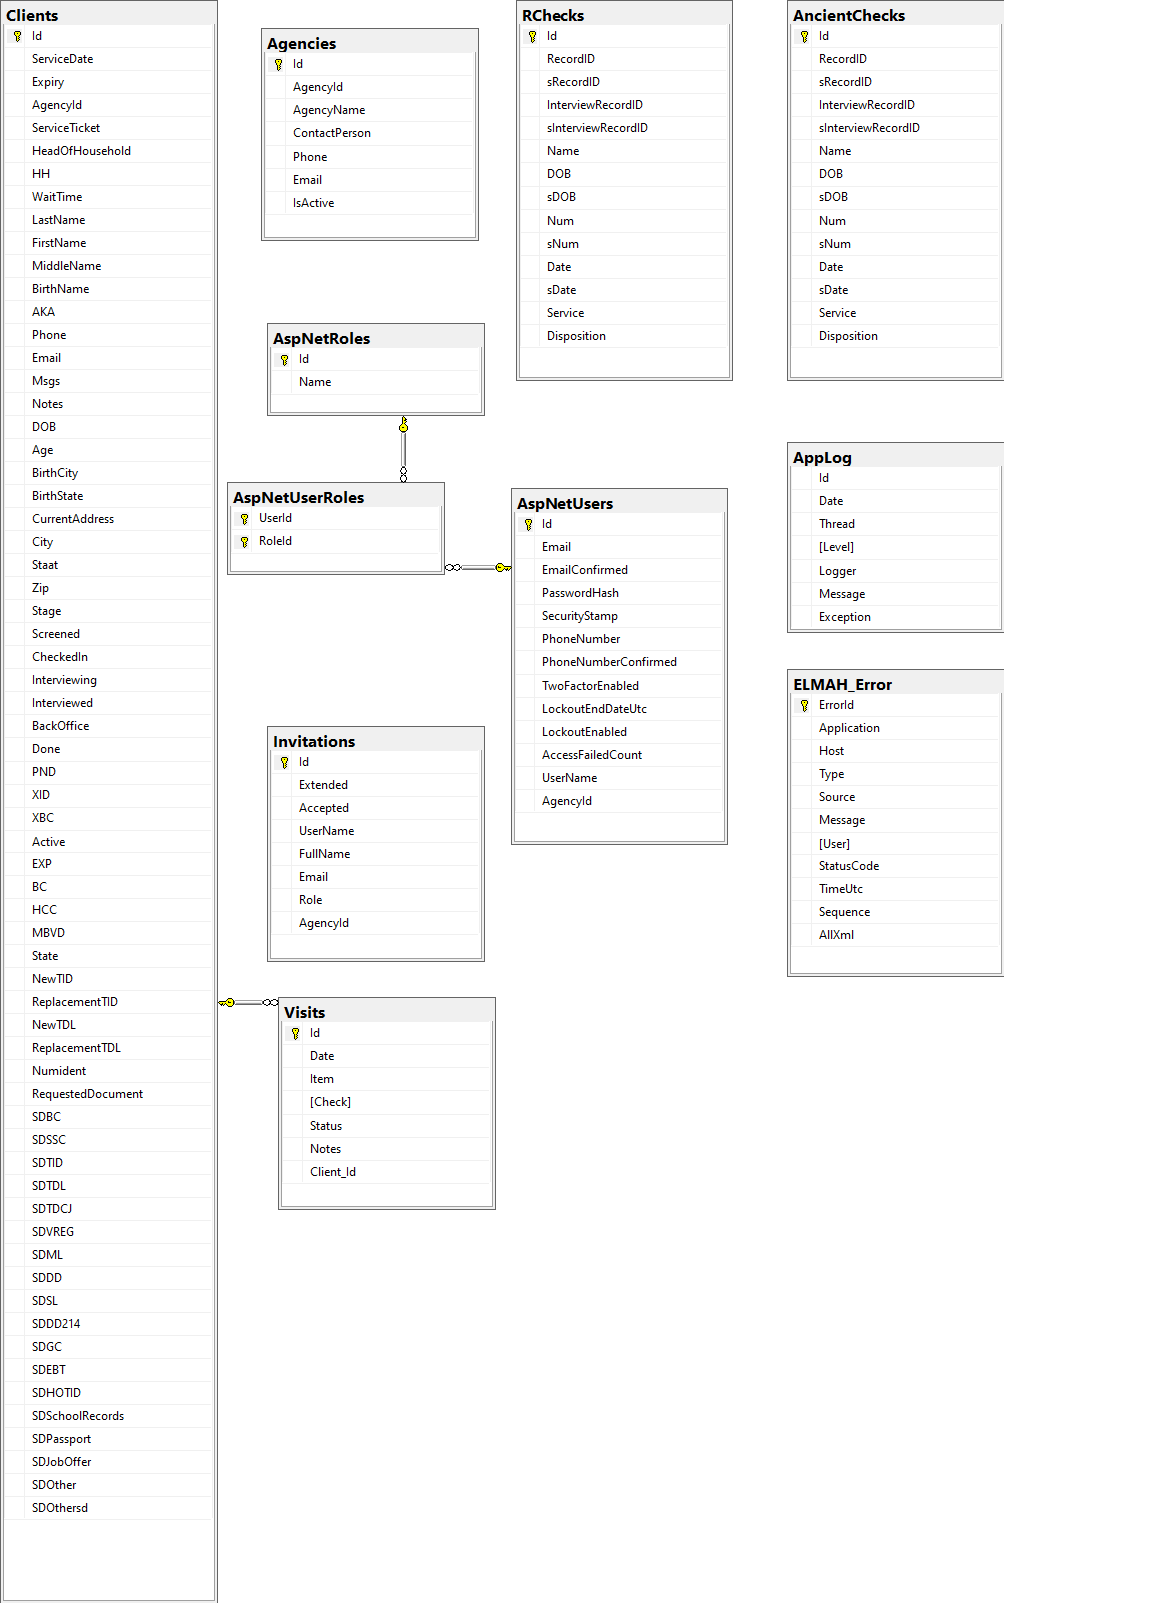 Clients
Id
ServiceDate
Expiry
AgencyId
ServiceTicket
HeadOfHousehold
HH
WaitTime
LastName
FirstName
MiddleName
BirthName
AKA
Phone
Email
Msgs
Notes
DOB
Age
BirthCity
BirthState
CurrentAddress
City
Staat
Zip
Stage
Screened
CheckedIn
Interviewing
Interviewed
BackOffice
Done
PND
XID
XBC
Active
EXP
BC
HCC
MBVD
State
NewTID
ReplacementTID
NewTDL
ReplacementTDL
Numident
RequestedDocument
SDBC
SDSSC
SDTID
SDTDL
SDTDCJ
SDVREG
SDML
SDDD
SDSL
SDDD214
SDGC
SDEBT
SDHOTID
SDSchoolRecords
SDPassport
SDJobOffer
SDOther
SDOthersd
Agencies
Id
AgencyId
AgencyName
ContactPerson
Phone
Email
IsActive
AspNetRoles
Id
Name
AspNetUserRoles
UserId
RoleId
Invitations
Id
Extended
Accepted
UserName
FullName
Email
Role
AgencyId
Visits
Id
Date
Item
[Check]
Status
Notes
Client_Id
RChecks
Id
RecordID
sRecordID
InterviewRecordID
sInterviewRecordID
Name
DOB
sDOB
Num
sNum
Date
sDate
Service
Disposition
AspNetUsers
Id
Email
EmailConfirmed
PasswordHash
SecurityStamp
PhoneNumber
PhoneNumberConfirmed
TwoFactorEnabled
LockoutEndDateUtc
LockoutEnabled
AccessFailedCount
UserName
AgencyId
AncientChecks
Id
RecordID
sRecordID
InterviewRecordID
sInterviewRecordID
Name
DOB
sDOB
Num
sNum
Date
sDate
Service
Disposition
AppLog
Id
Date
Thread
[Level]
Logger
Message
Exception
ELMAH_Error
ErrorId
Application
Host
Type
Source
Message
[User]
StatusCode
TimeUtc
Sequence
AllXml